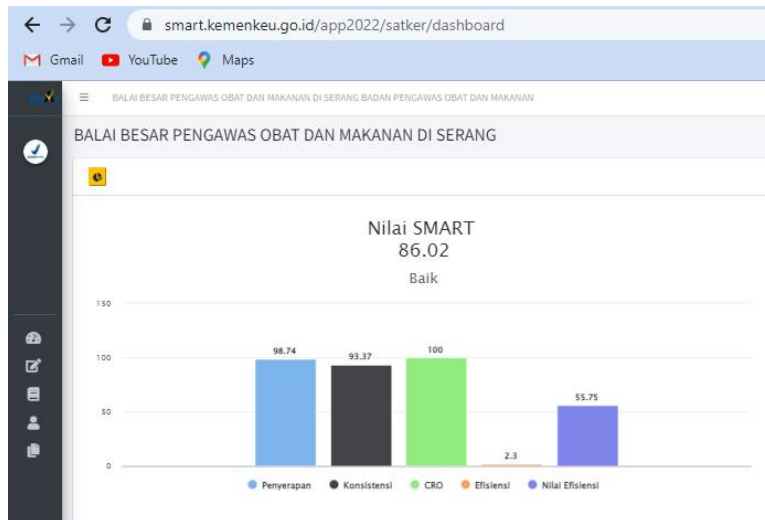 smart.kemenkeu.go.id/app2022/satker/dashboard
Gmail YouTube Maps
BALAI BESAR PENGAWAS OBAT DAN MAKANAN DI SERANG BADAN PENGAWAS OBAT DAN MAKANAN
BALAI BESAR PENGAWAS OBAT DAN MAKANAN DI SERANG
Nilai SMART
86.02
Baik
150
100
50
0
98.74
93.37
100
2.3
55.75
Penyerapan Konsistensi CRO Efisiensi Nilai Efisiensi